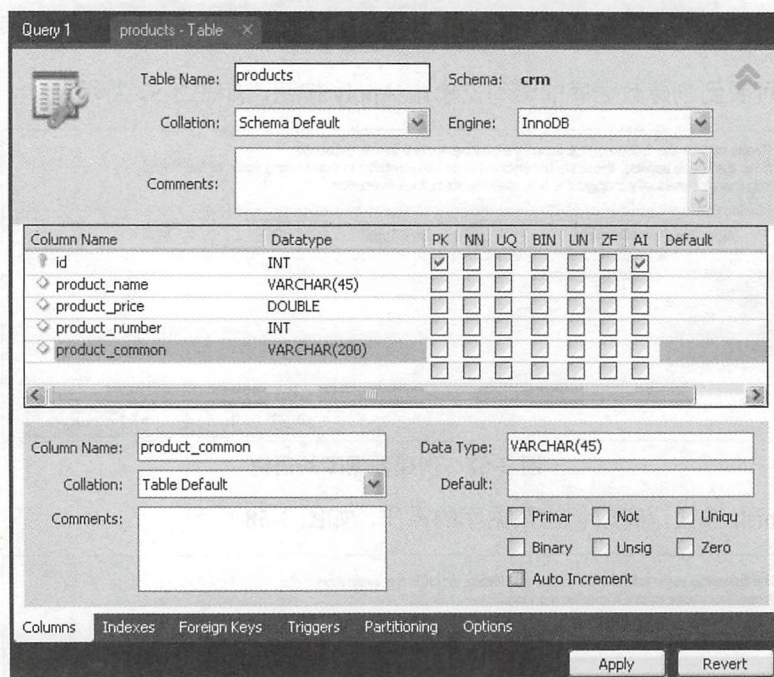 Query 1 products - Table ×
Table Name: products Schema: crm
Collation: Schema Default Engine: InnoDB
Comments:
Column Name Datatype PK NN UQ BIN UN ZF AI Default
id INT
product_name VARCHAR(45)
product_price DOUBLE
product_number INT
product_common VARCHAR(200)
Column Name: product_common Data Type: VARCHAR(45)
Collation: Table Default Default:
Comments: Primar Not Uniqu
Binary Unsig Zero
Auto Increment
Columns Indexes Foreign Keys Triggers Partitioning Options
Apply Revert